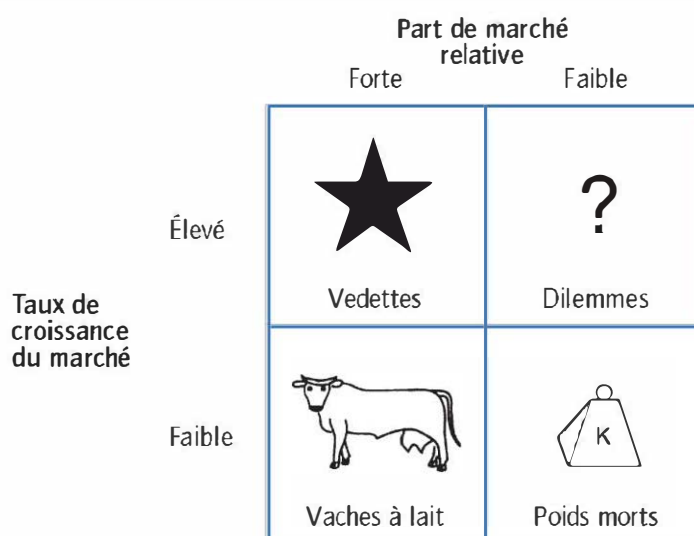 Part de marché
relative
Forte
Faible
Élevé
?
Vedettes
Dilemmes
Taux de
croissance
du marché
Faible
K
Vaches à lait
Poids morts